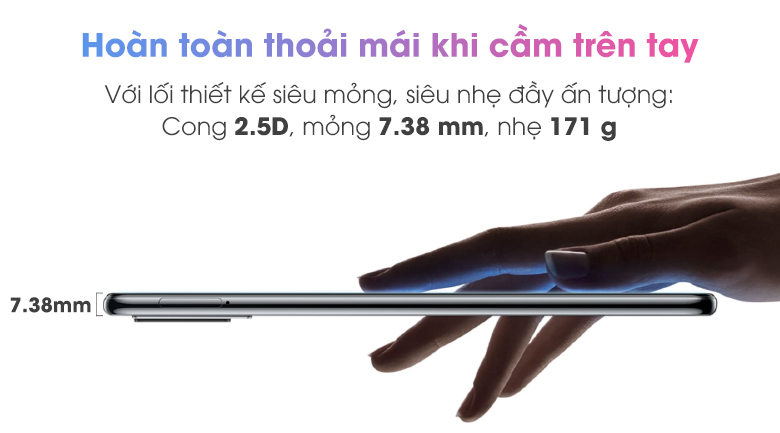 Hoàn toàn thoải mái khi cầm trên tay
Với lối thiết kế siêu mỏng, siêu nhẹ đầy ấn tượng:
Cong 2.5D, mỏng 7.38 mm, nhẹ 171 g
7.38mm